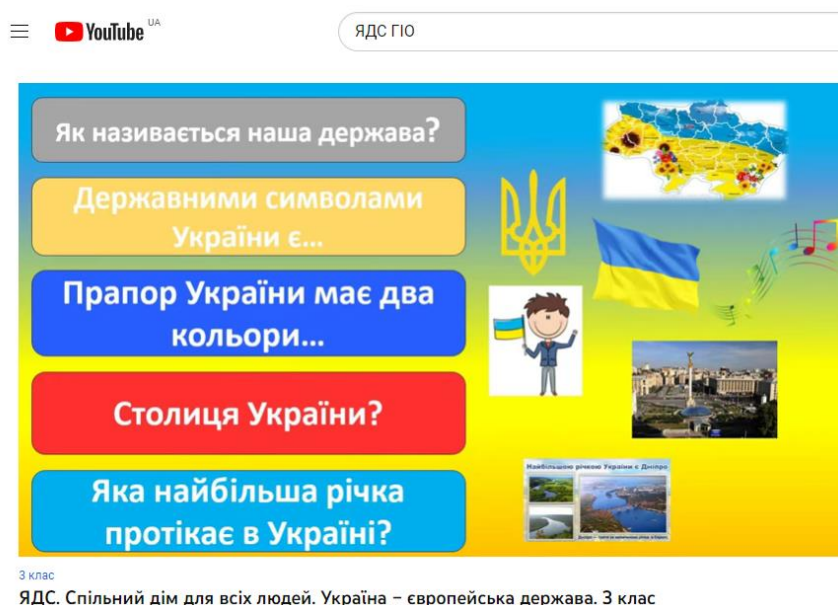 YouTube UA
ЯДС ГІО
Як називається наша держава?
Державними символами
України є...
Прапор України має два
кольори...
Столиця України?
Яка найбільша річка
протікає в Україні?
Найбільшою річкою України є Дніпро
3 клас
ЯДС. Спільний дім для всіх людей. Україна – європейська держава. 3 клас